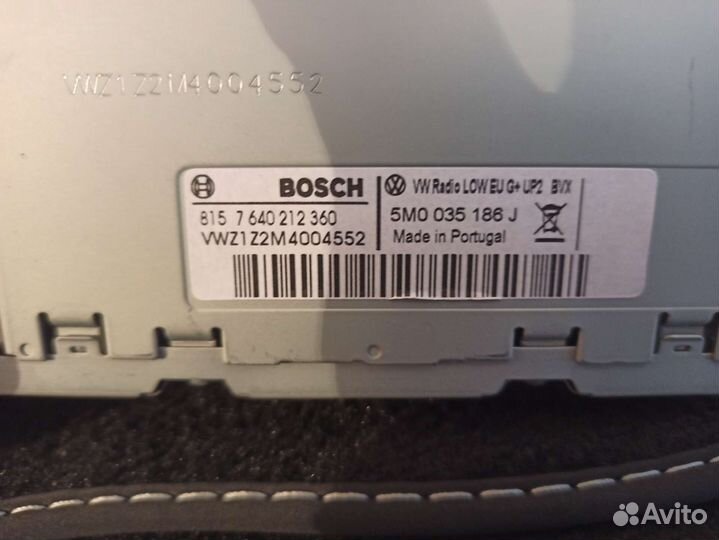 VWZ1Z2M4004552
BOSCH
815 7 640 212 360
VWZ1Z2M4004552
VW Radio LOW EU G+ UP2 BVX
5M0 035 186 J
Made in Portugal
Avito